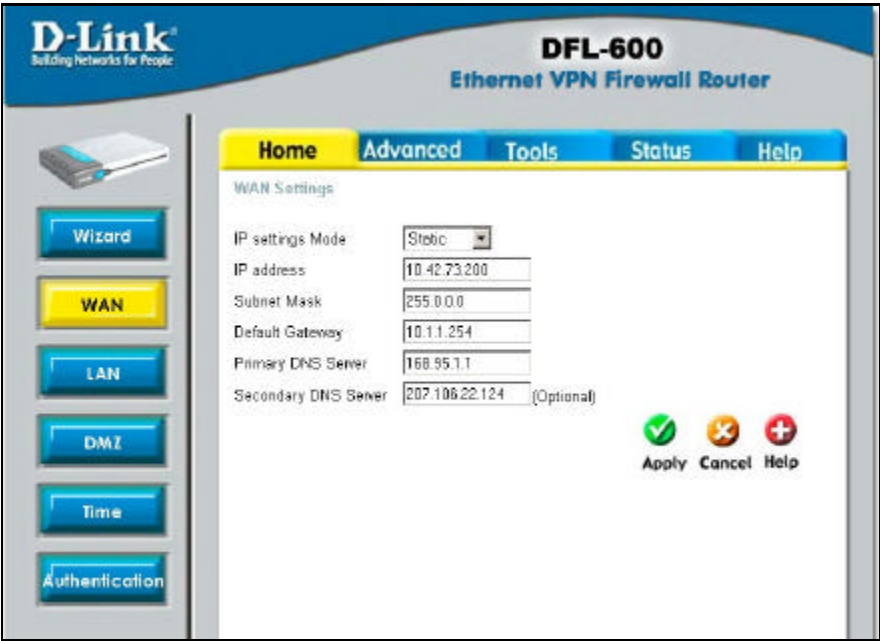 D-Link
Building Networks for People
DFL-600
Ethernet VPN Firewall Router
Home Advanced Tools Status Help
WAN Settings
Wizard
WAN
LAN
DMZ
Time
Authentication
IP settings Mode Static
IP address 10.42.73.200
Subnet Mask 255.0.0.0
Default Gateway 10.1.1.254
Primary DNS Server 168.95.1.1
Secondary DNS Server 207.106.22.124 (Optional)
Apply Cancel Help